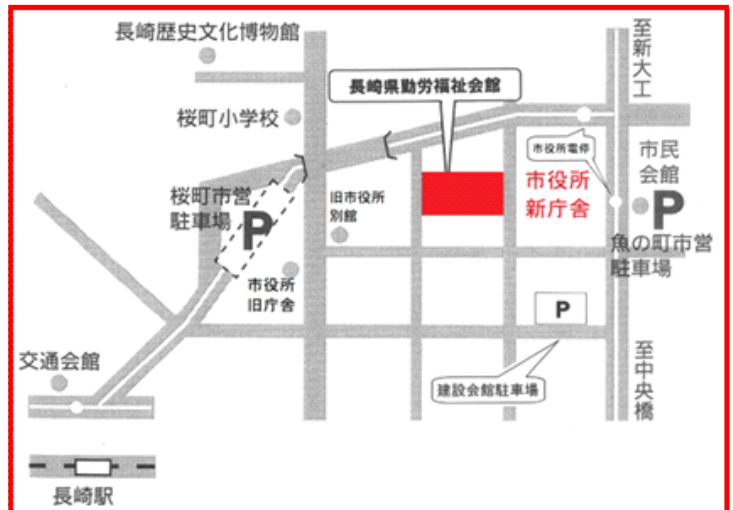 長崎歴史文化博物館
至新大工
長崎県勤労福祉会館
桜町小学校
市役所電停
市民
会館
桜町市営
駐車場
P
旧市役所
別館
市役所
新庁舎
P
魚の町市営
駐車場
市役所
旧庁舎
P
交通会館
建設会館駐車場
至中央橋
長崎駅